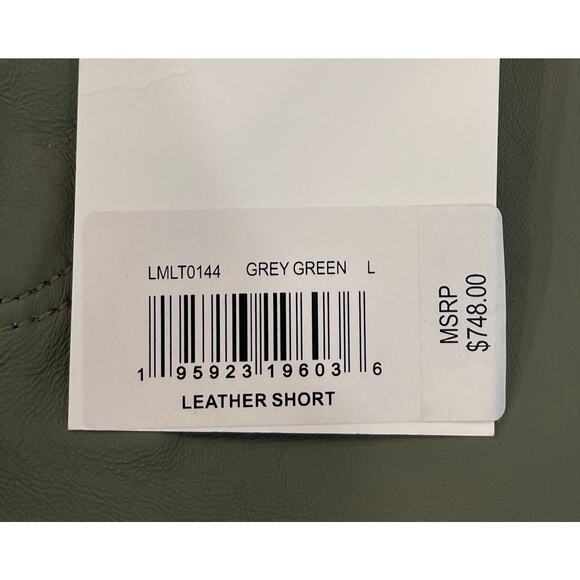 LMLT0144 GREY GREEN L
1 95923 19603 6
LEATHER SHORT
MSRP
$748.00